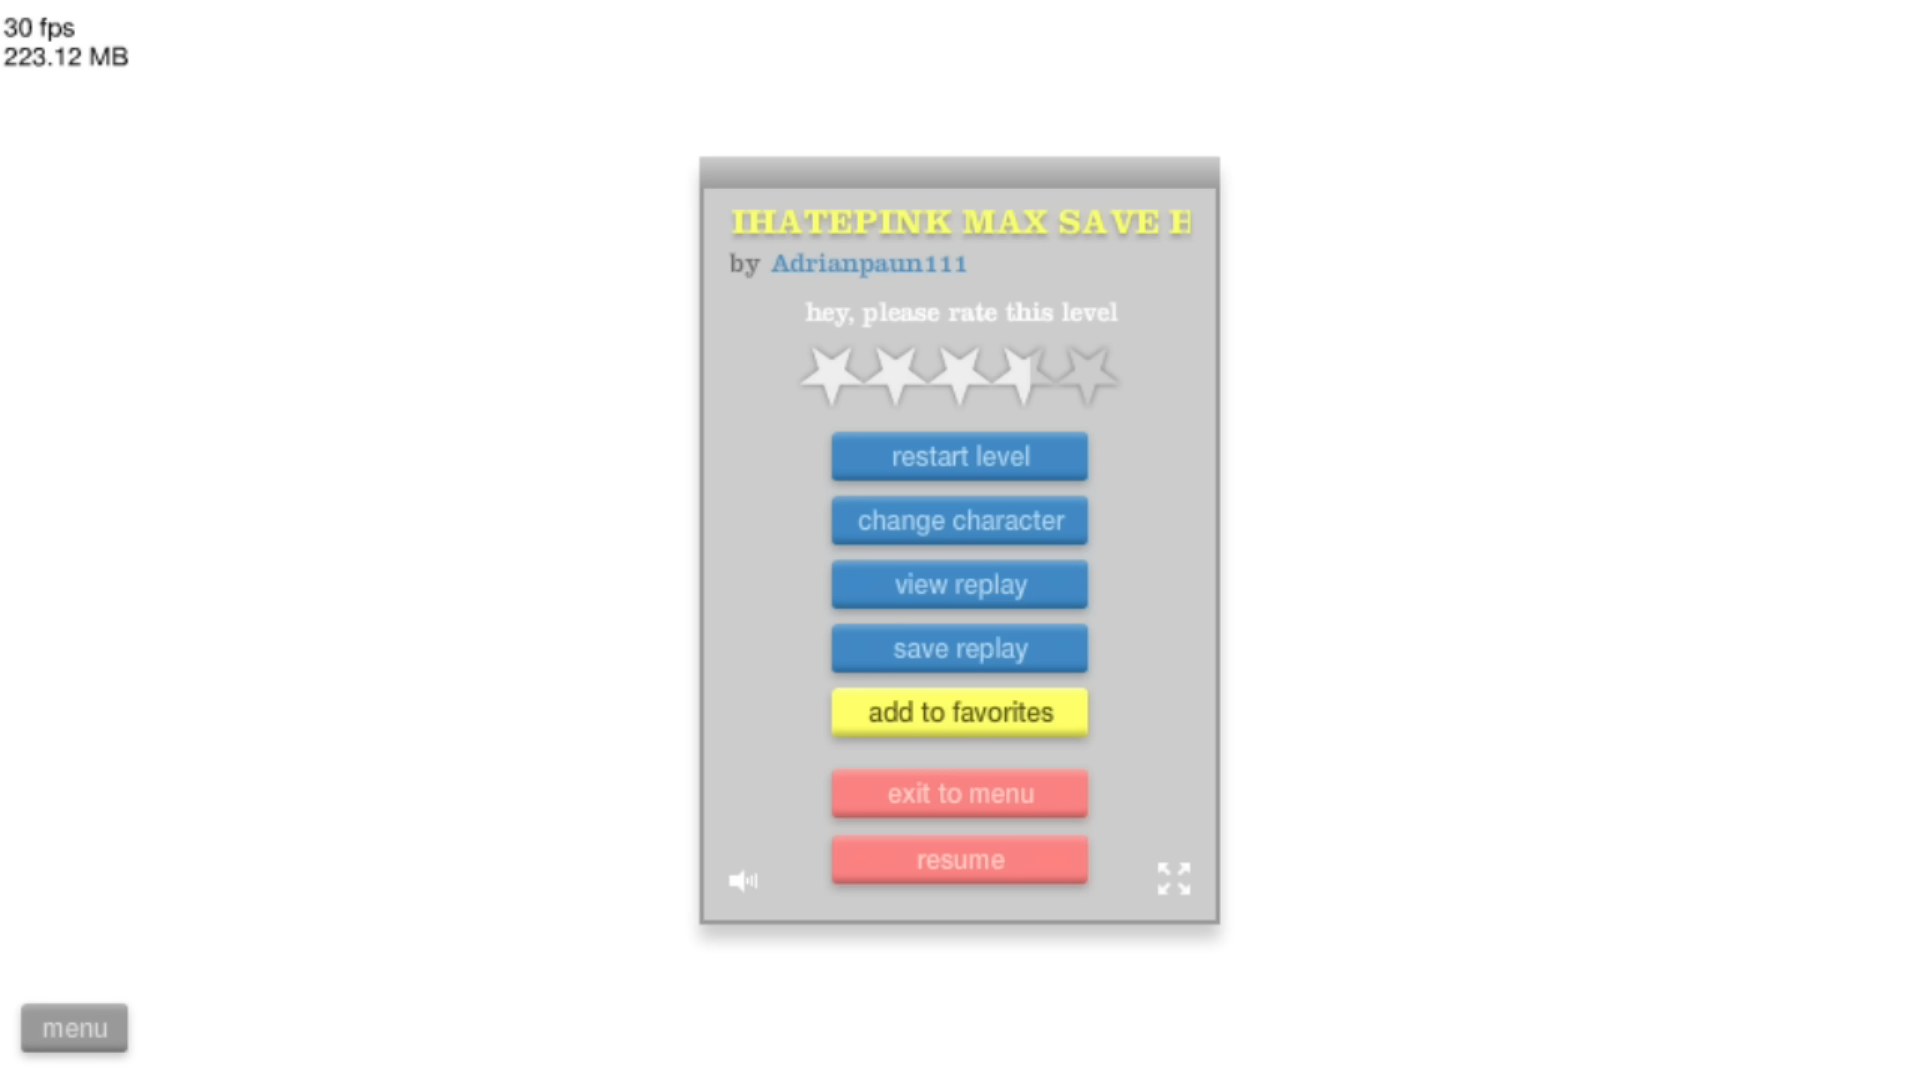 30 fps
223.12 MB
IHATEPINK MAX SAVE
by Adrianpaun111
hey, please rate this level
restart level
change character
view replay
save replay
add to favorites
exit to menu
resume
menu